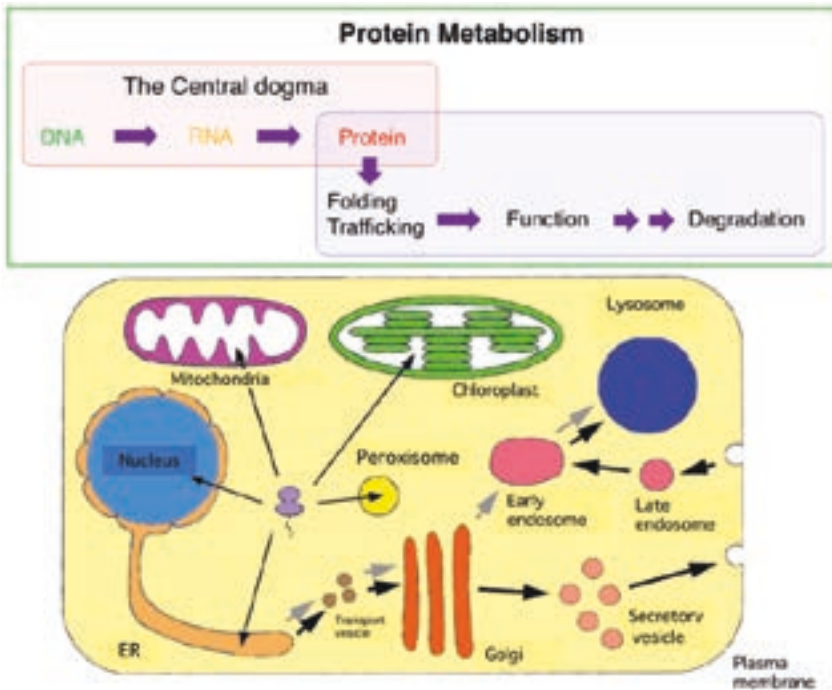 Protein Metabolism
The Central dogma
DNA RNA Protein
Folding
Trafficking Function Degradation
Lysosome
Mitochondria
Chloroplast
Nucleus
Peroxisome
Early
endosome
Late
endosome
Transport
vesicle
ER
Golgi
Secretory
vesicle
Plasma
membrane